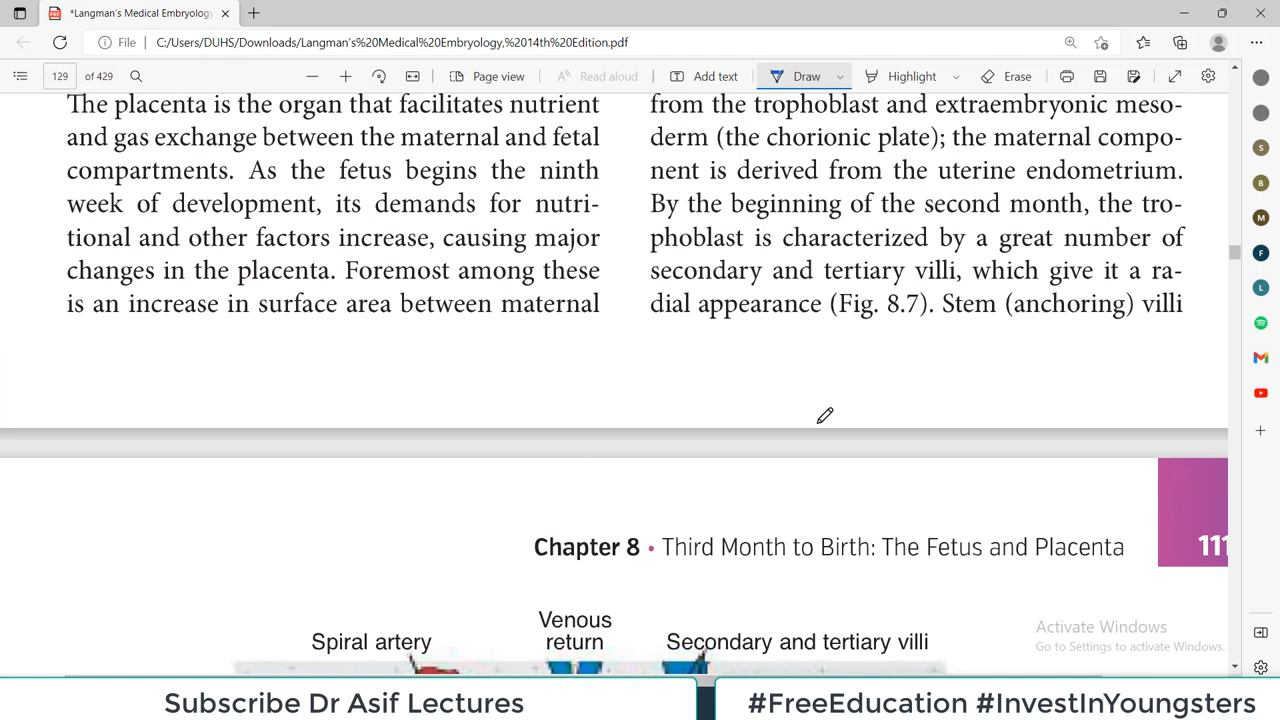 *Langman's Medical Embryology
File
C:/Users/DUHS/Downloads/Langman's%20Medical%20Embryology,%2014th%20Edition.pdf
129 of 429
Page view
Read aloud
Add text
Draw
Highlight
Erase
The placenta is the organ that facilitates nutrient
and gas exchange between the maternal and fetal
compartments. As the fetus begins the ninth
week of development, its demands for nutri-
tional and other factors increase, causing major
changes in the placenta. Foremost among these
is an increase in surface area between maternal
from the trophoblast and extraembryonic meso-
derm (the chorionic plate); the maternal compo-
nent is derived from the uterine endometrium.
By the beginning of the second month, the tro-
phoblast is characterized by a great number of
secondary and tertiary villi, which give it a ra-
dial appearance (Fig. 8.7). Stem (anchoring) villi
S
B
M
F
L
Chapter 8 • Third Month to Birth: The Fetus and Placenta
111
Spiral artery
Venous
return
Secondary and tertiary villi
Activate Windows
Go to Settings to activate Windows.
Subscribe Dr Asif Lectures
#FreeEducation #InvestInYoungsters